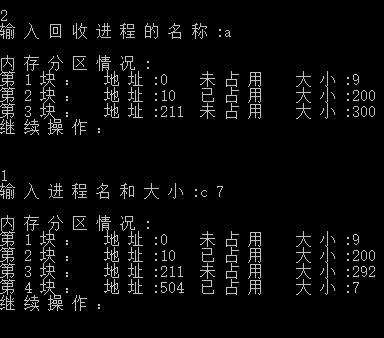 2
输入回收进程的名称:a
内存分区情况:
第1块: 地址:0 未占用 大小:9
第2块: 地址:10 已占用 大小:200
第3块: 地址:211 未占用 大小:300
继续操作:
1
输入进程名和大小:c 7
内存分区情况:
第1块: 地址:0 未占用 大小:9
第2块: 地址:10 已占用 大小:200
第3块: 地址:211 未占用 大小:292
第4块: 地址:504 已占用 大小:7
继续操作: